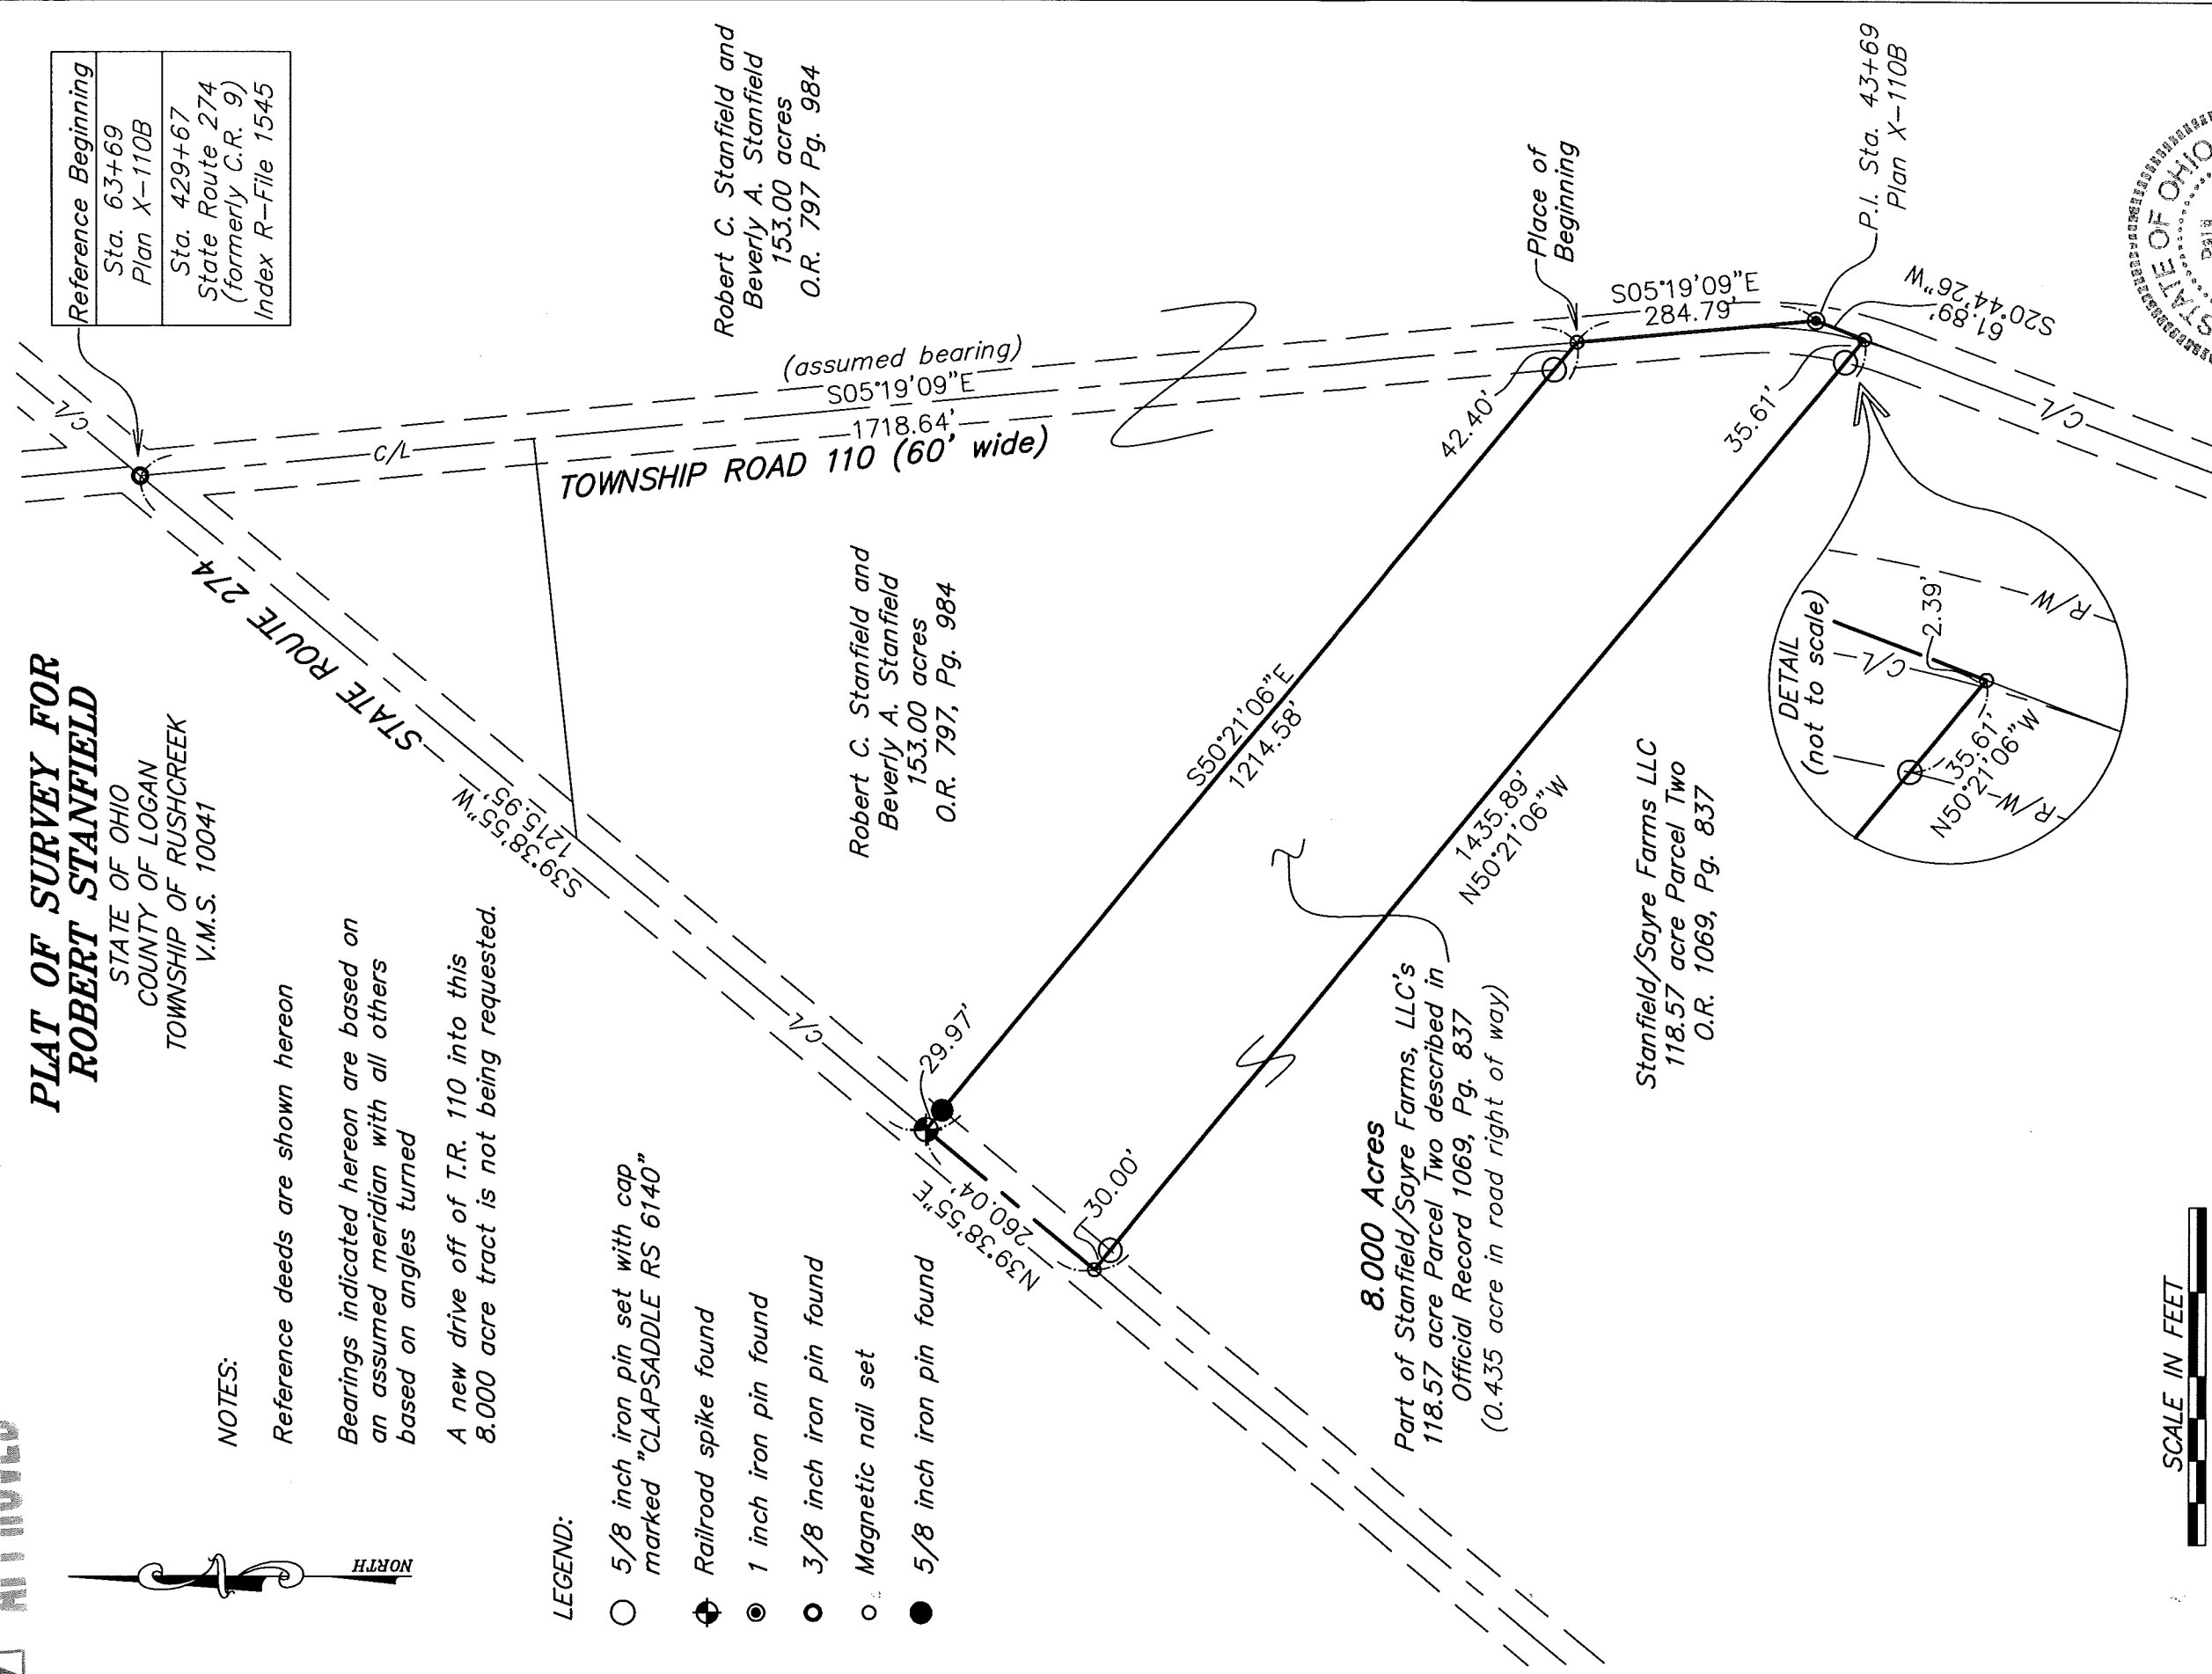 PLAT OF SURVEY FOR
ROBERT STANFIELD
STATE OF OHIO
COUNTY OF LOGAN
TOWNSHIP OF RUSHCREEK
V.M.S. 10041
NOTES:
Reference deeds are shown hereon
Bearings indicated hereon are based on
an assumed meridian with all others
based on angles turned
A new drive off of T.R. 110 into this
8.000 acre tract is not being requested.
NORTH
LEGEND:
5/8 inch iron pin set with cap
marked "CLAPSADDLE RS 6140"
Railroad spike found
1 inch iron pin found
3/8 inch iron pin found
Magnetic nail set
5/8 inch iron pin found
Reference Beginning
Sta. 63+69
Plan X-110B
Sta. 429+67
State Route 274
(formerly C.R. 9)
Index R-File 1545
C/L
STATE ROUTE 274
S39°38'55"W
1215.95'
C/L
C/L
(assumed bearing)
S05°19'09"E
1718.64'
TOWNSHIP ROAD 110 (60' wide)
Robert C. Stanfield and
Beverly A. Stanfield
153.00 acres
O.R. 797 Pg. 984
Robert C. Stanfield and
Beverly A. Stanfield
153.00 acres
O.R. 797, Pg. 984
29.97'
N39°38'55"E
260.04'
30.00'
S50°21'06"E
1214.58'
42.40'
Place of
Beginning
S05°19'09"E
284.79'
P.I. Sta. 43+69
Plan X-110B
S20°44'26"W
61.89'
35.61'
C/L
1435.89'
N50°21'06"W
8.000 Acres
Part of Stanfield/Sayre Farms, LLC's
118.57 acre Parcel Two described in
Official Record 1069, Pg. 837
(0.435 acre in road right of way)
Stanfield/Sayre Farms LLC
118.57 acre Parcel Two
O.R. 1069, Pg. 837
DETAIL
(not to scale)
C/L
2.39'
R/W
35.61'
N50°21'06"W
R/W
SCALE IN FEET
STATE OF OHIO